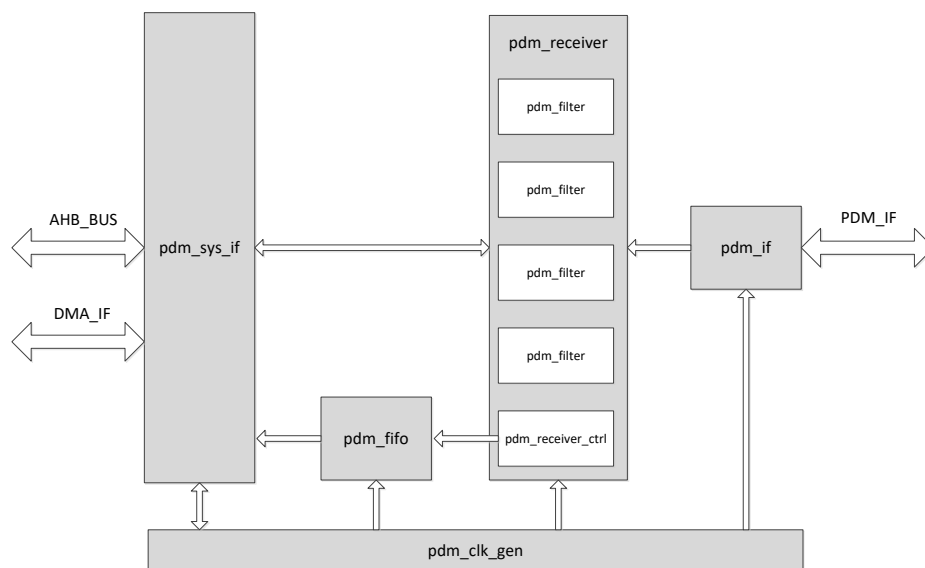 pdm_receiver
pdm_filter
pdm_filter
AHB_BUS
pdm_sys_if
pdm_if
PDM_IF
pdm_filter
DMA_IF
pdm_filter
pdm_fifo
pdm_receiver_ctrl
pdm_clk_gen